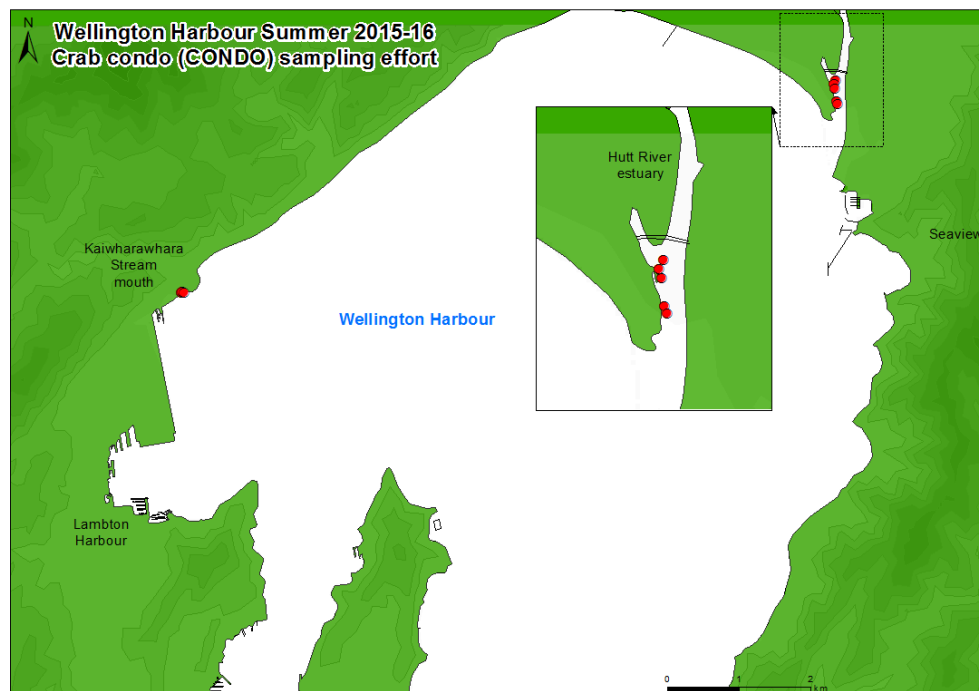 N
Wellington Harbour Summer 2015-16
Crab condo (CONDO) sampling effort
Hutt River
estuary
Seaview
Kaiwharawhara
Stream
mouth
Wellington Harbour
Lambton
Harbour
0 1 2
km